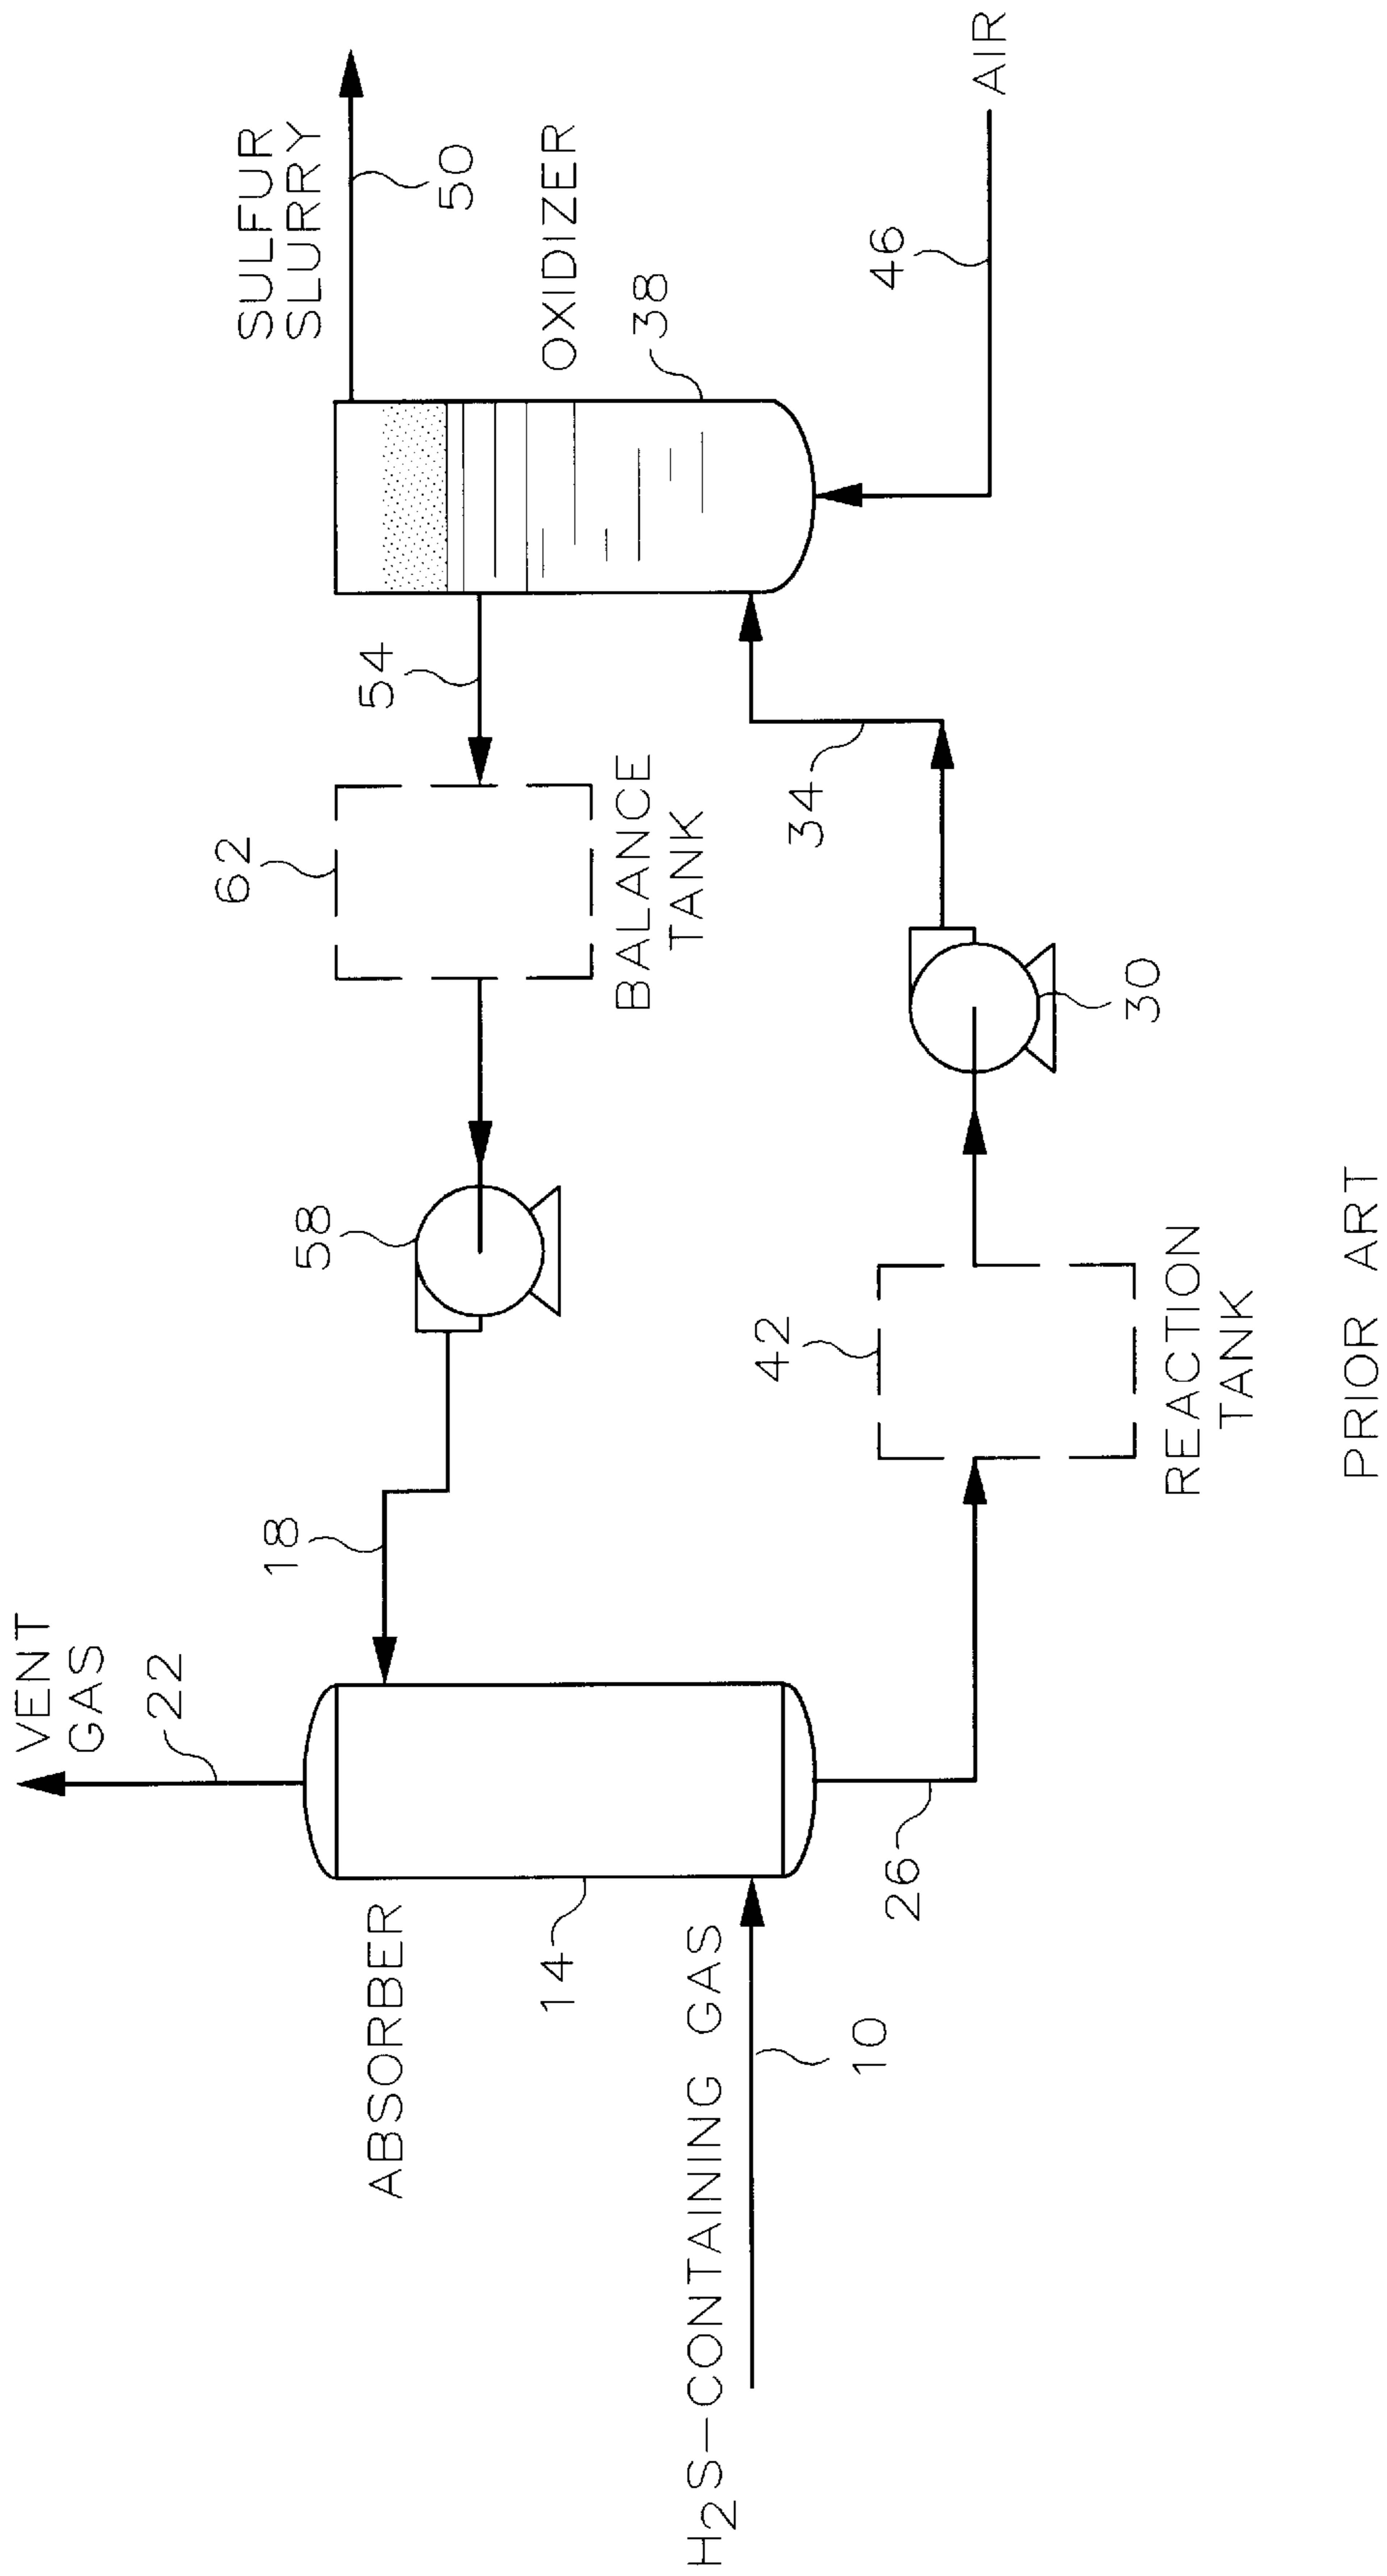 VENT
GAS
22
ABSORBER
14
H2S-CONTAINING GAS
10
26
18
58
62
BALANCE
TANK
54
42
REACTION
TANK
30
34
SULFUR
SLURRY
50
OXIDIZER
38
46
AIR
PRIOR ART